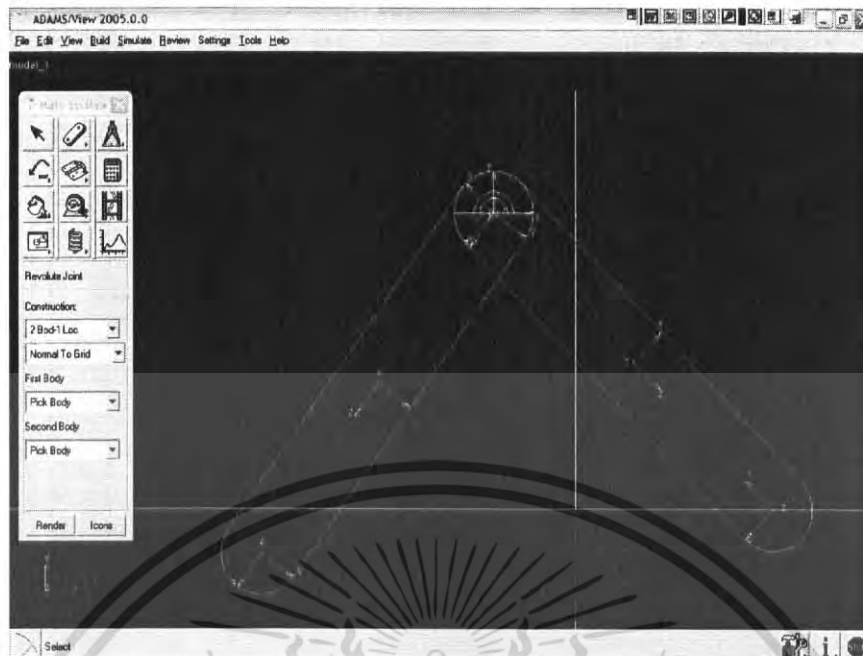 ADAMS/View 2005.0.0
File Edit View Build Simulate Review Settings Tools Help
model_1
Revolute Joint
Construction:
2 Bod-1 Loc
Normal To Grid
First Body
Pick Body
Second Body
Pick Body
Render Icons
Select